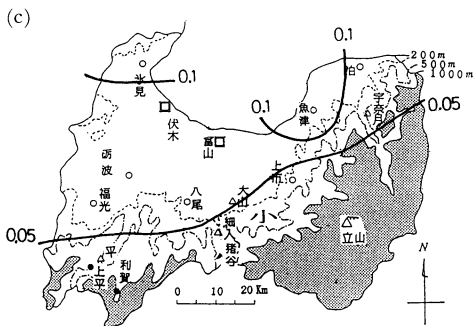 (c)
0.1
0.1
0.1
200m
500m
1000m
0.05
0.05
氷見
伏木
富山
魚津
泊
宇奈月
砺波
福光
八尾
大山
上市
小
細入
猪谷
立山
平
上平
利賀
0 10 20 Km
N